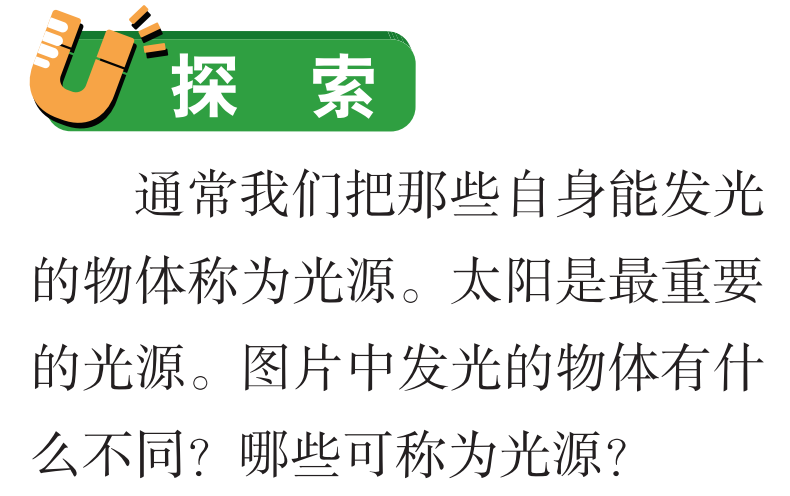 探 索
通常我们把那些自身能发光
的物体称为光源。太阳是最重要
的光源。图片中发光的物体有什
么不同？哪些可称为光源？